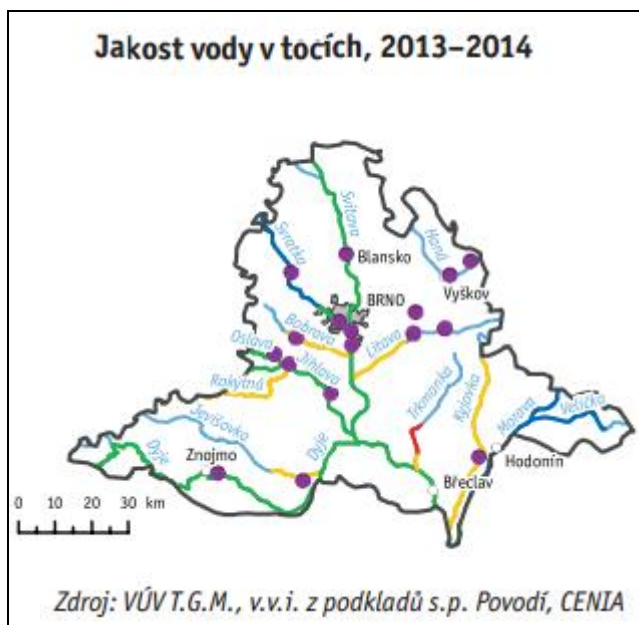 Jakost vody v tocích, 2013–2014
Svitava
Svratka
Haná
Blansko
Vyškov
BRNO
Bobrava
Litava
Oslava
Jihlava
Rokytná
Trkmanka
Kyjovka
Morava
Velička
Jevišovka
Dyje
Dyje
Znojmo
Hodonín
Břeclav
0 10 20 30 km
Zdroj: VÚV T.G.M., v.v.i. z podkladů s.p. Povodí, CENIA